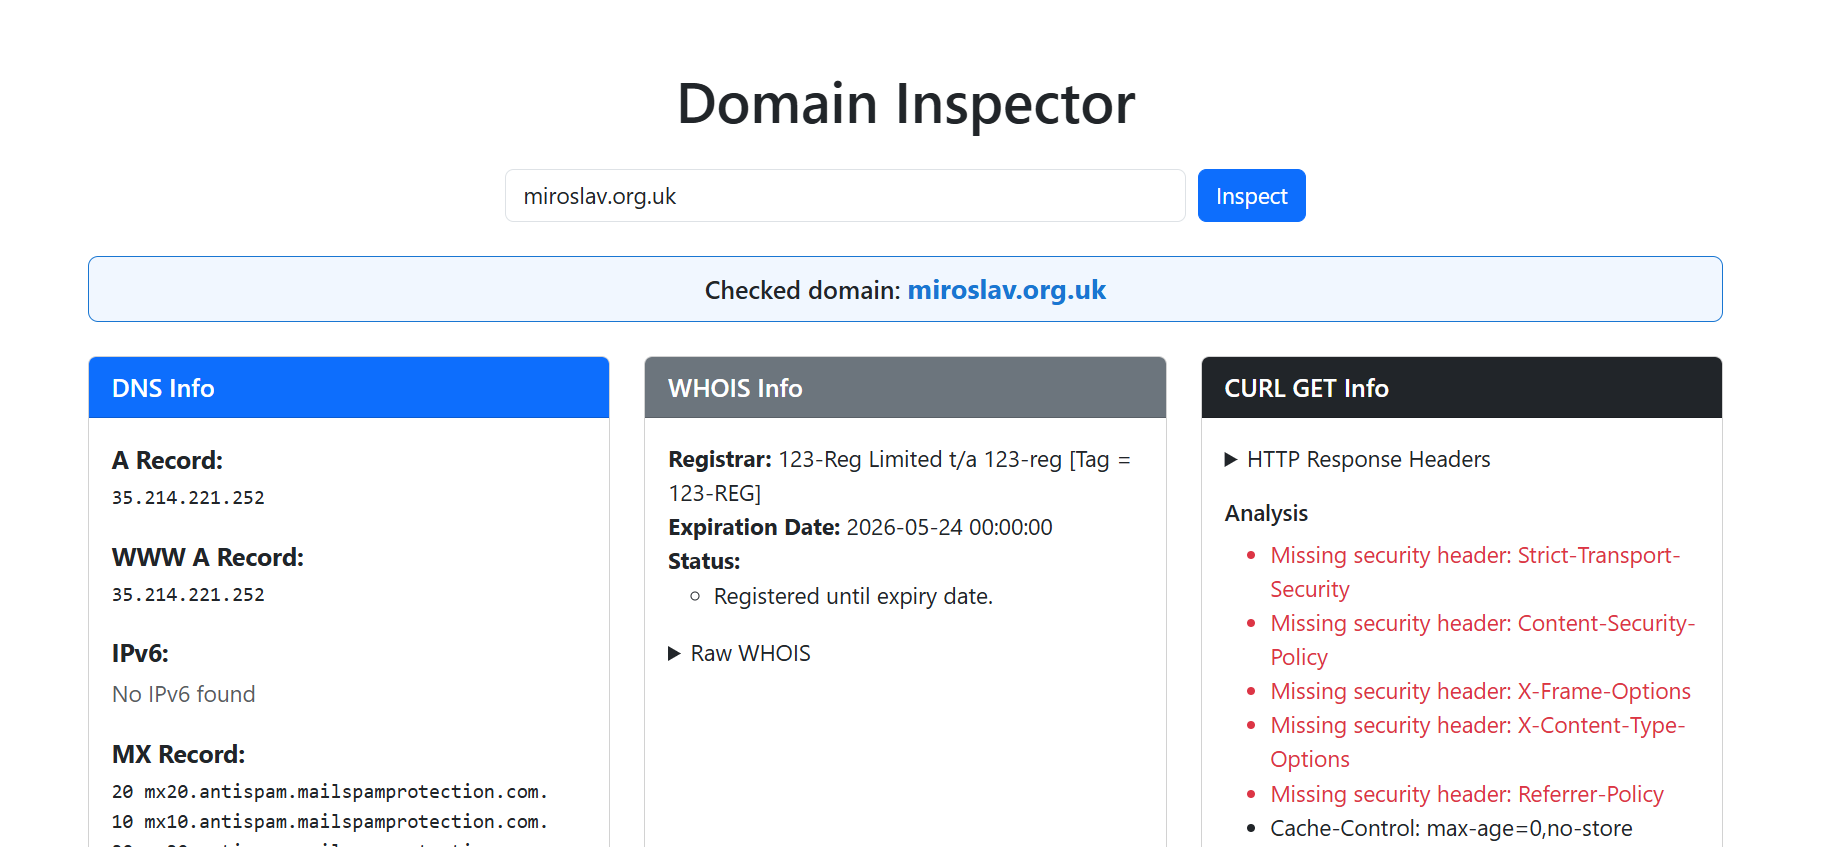 Domain Inspector
miroslav.org.uk
Inspect
Checked domain: miroslav.org.uk
DNS Info
A Record:
35.214.221.252
WWW A Record:
35.214.221.252
IPv6:
No IPv6 found
MX Record:
20 mx20.antispam.mailspamprotection.com.
10 mx10.antispam.mailspamprotection.com.
WHOIS Info
Registrar: 123-Reg Limited t/a 123-reg [Tag =
123-REG]
Expiration Date: 2026-05-24 00:00:00
Status:
Registered until expiry date.
Raw WHOIS
CURL GET Info
HTTP Response Headers
Analysis
Missing security header: Strict-Transport-
Security
Missing security header: Content-Security-
Policy
Missing security header: X-Frame-Options
Missing security header: X-Content-Type-
Options
Missing security header: Referrer-Policy
Cache-Control: max-age=0,no-store